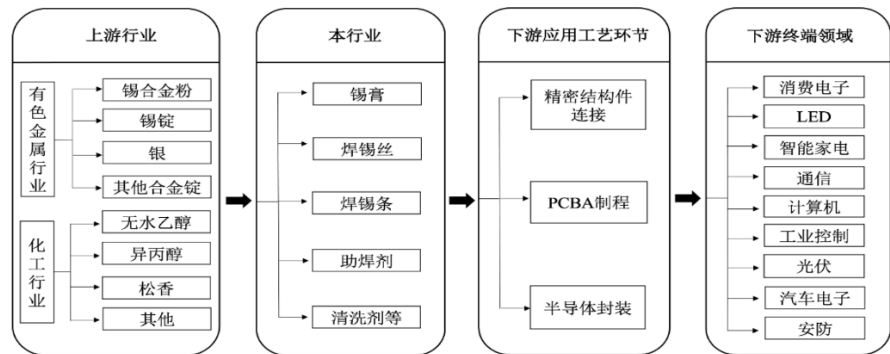 上游行业
有色金属行业
锡合金粉
锡锭
银
其他合金锭
化工行业
无水乙醇
异丙醇
松香
其他
本行业
锡膏
焊锡丝
焊锡条
助焊剂
清洗剂等
下游应用工艺环节
精密结构件
连接
PCBA制程
半导体封装
下游终端领域
消费电子
LED
智能家电
通信
计算机
工业控制
光伏
汽车电子
安防